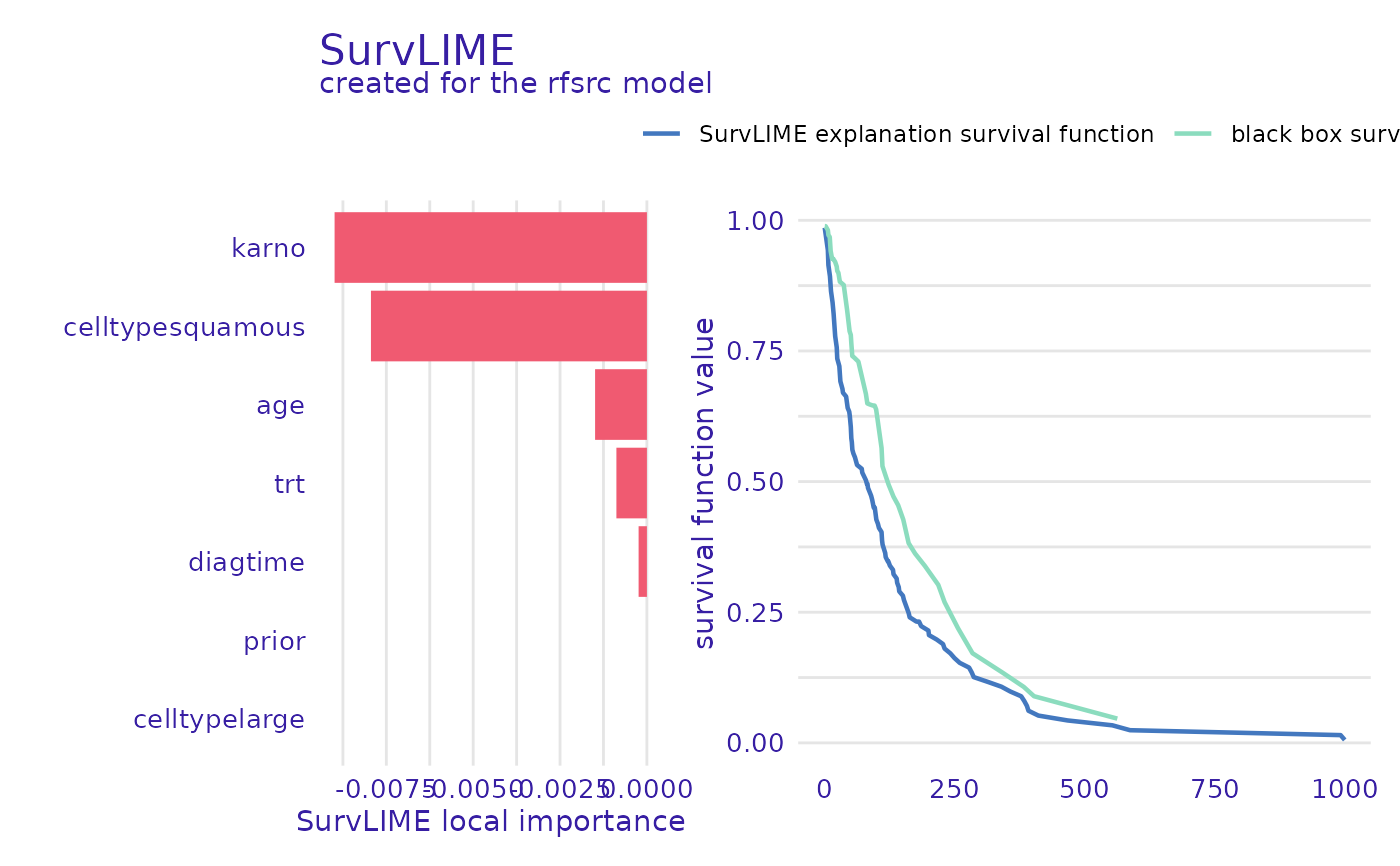 SurvLIME
created for the rfsrc model
SurvLIME explanation survival function
black box surv
karno
celltypesquamous
age
trt
diagtime
prior
celltypelarge
-0.0075 -0.0050 -0.0025 0.0000
SurvLIME local importance
survival function value
1.00
0.75
0.50
0.25
0.00
0 250 500 750 1000